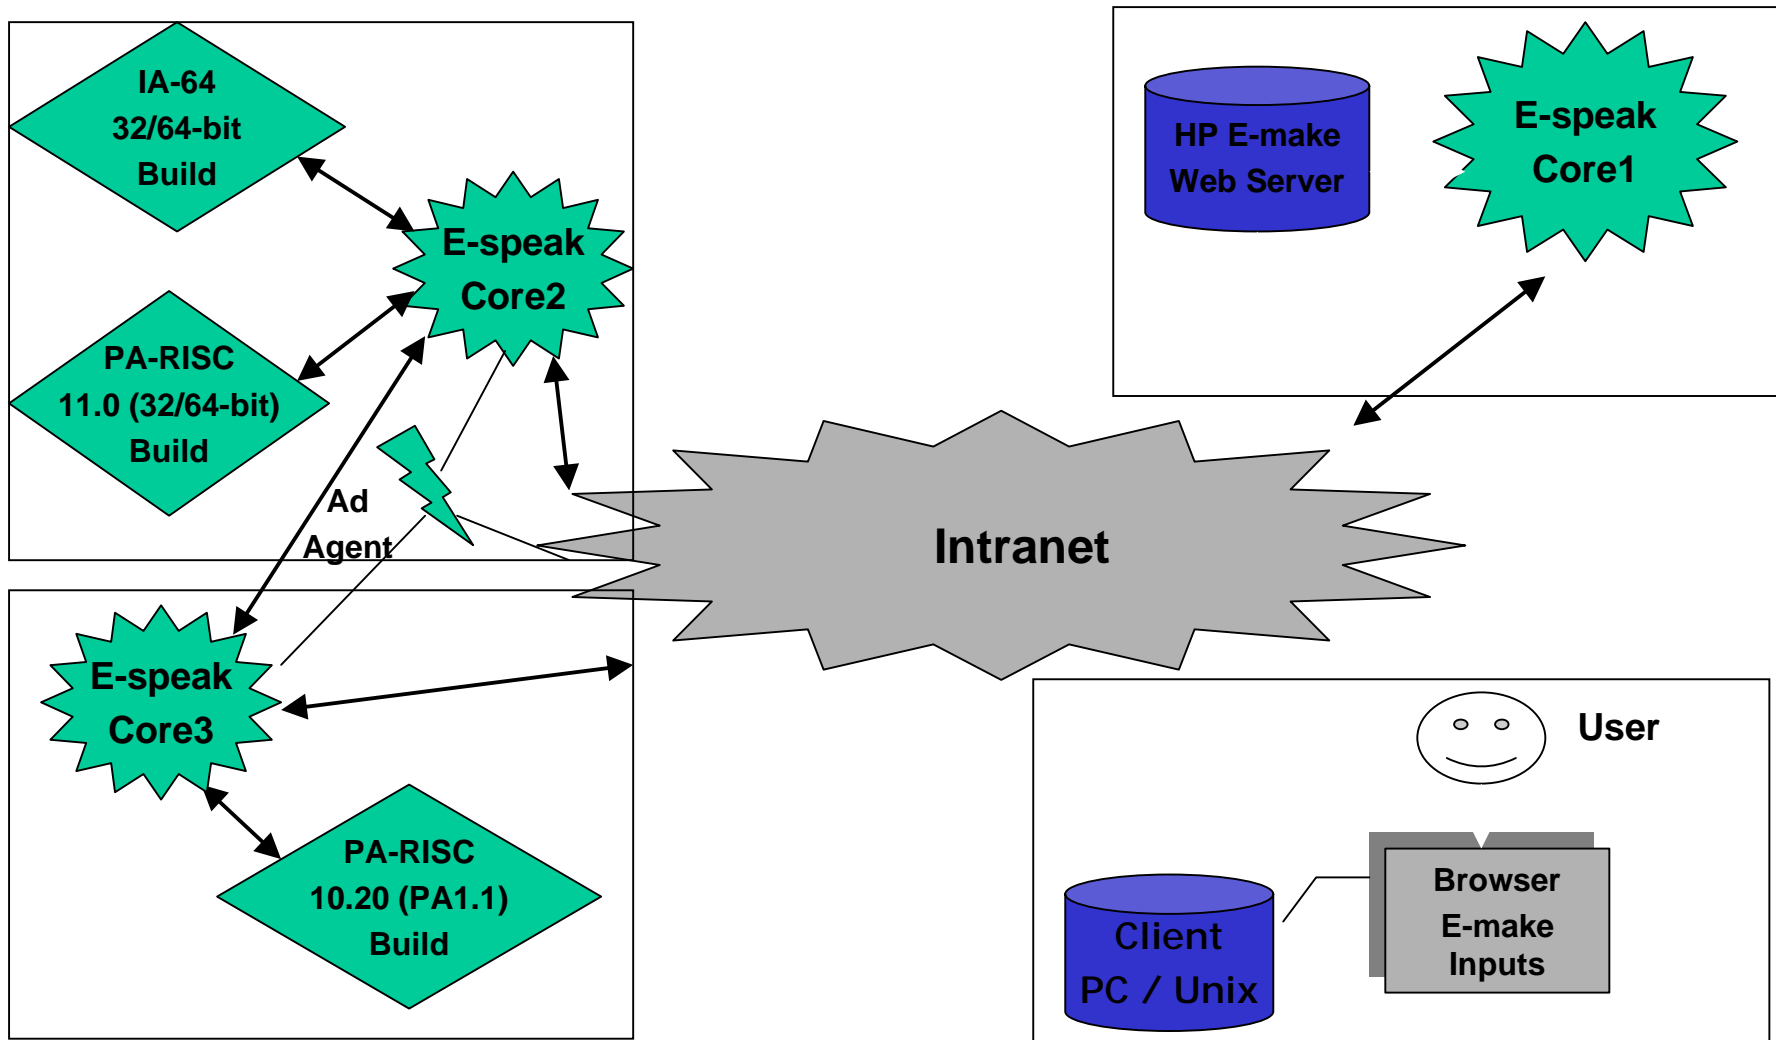 IA-64
32/64-bit
Build
E-speak
Core2
PA-RISC
11.0 (32/64-bit)
Build
Ad
Agent
HP E-make
Web Server
E-speak
Core1
Intranet
E-speak
Core3
PA-RISC
10.20 (PA1.1)
Build
User
Browser
E-make
Inputs
Client
PC / Unix